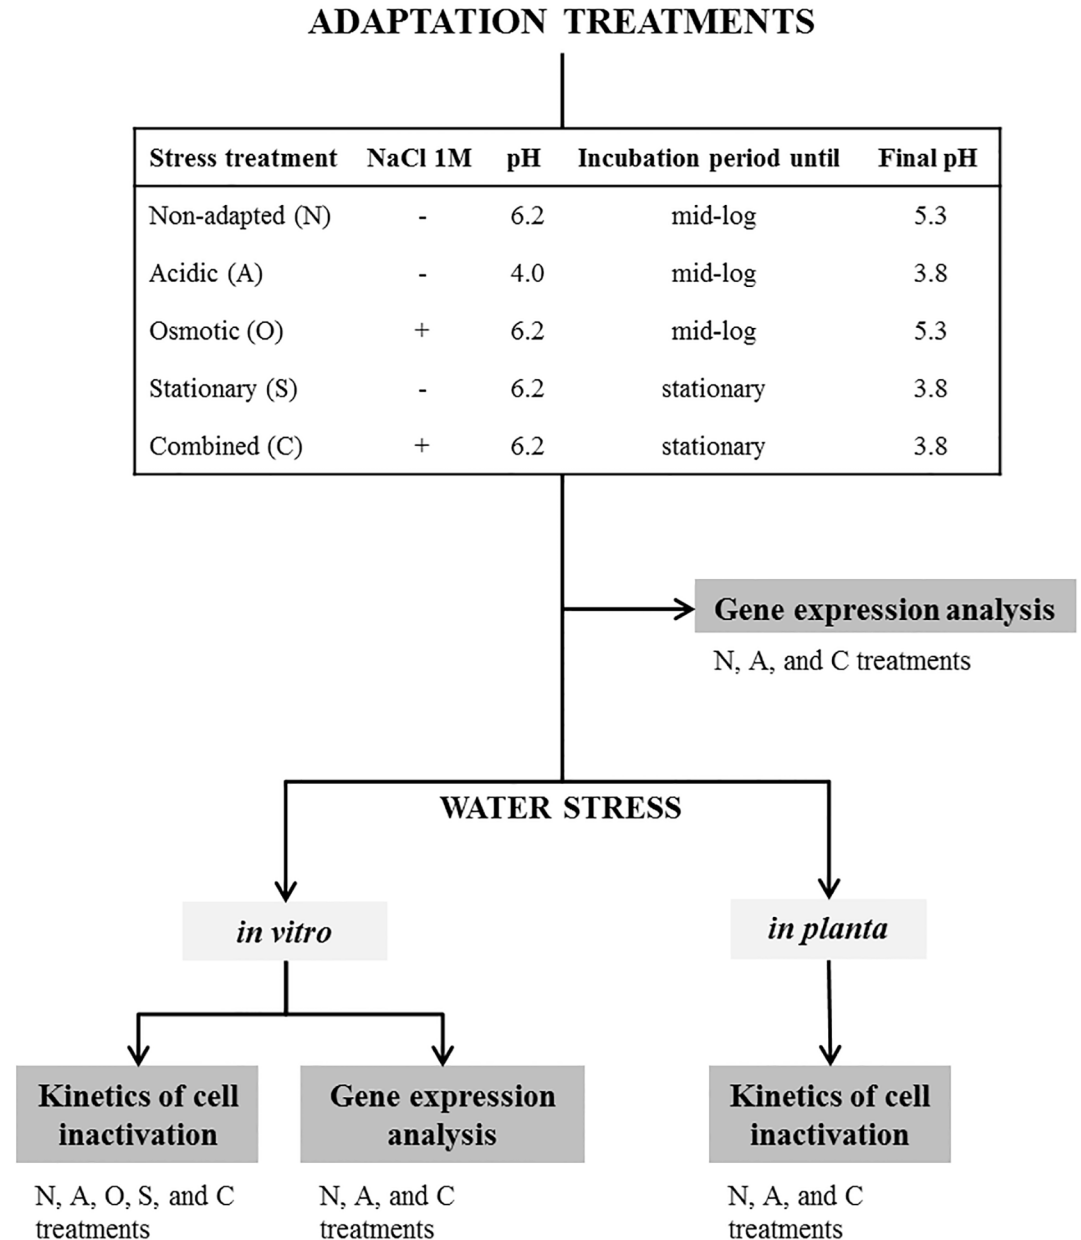 ADAPTATION TREATMENTS
Stress treatment NaCl 1M pH Incubation period until Final pH
Non-adapted (N) - 6.2 mid-log 5.3
Acidic (A) - 4.0 mid-log 3.8
Osmotic (O) + 6.2 mid-log 5.3
Stationary (S) - 6.2 stationary 3.8
Combined (C) + 6.2 stationary 3.8
Gene expression analysis
N, A, and C treatments
WATER STRESS
in vitro
in planta
Kinetics of cell
inactivation
N, A, O, S, and C
treatments
Gene expression
analysis
N, A, and C
treatments
Kinetics of cell
inactivation
N, A, and C
treatments